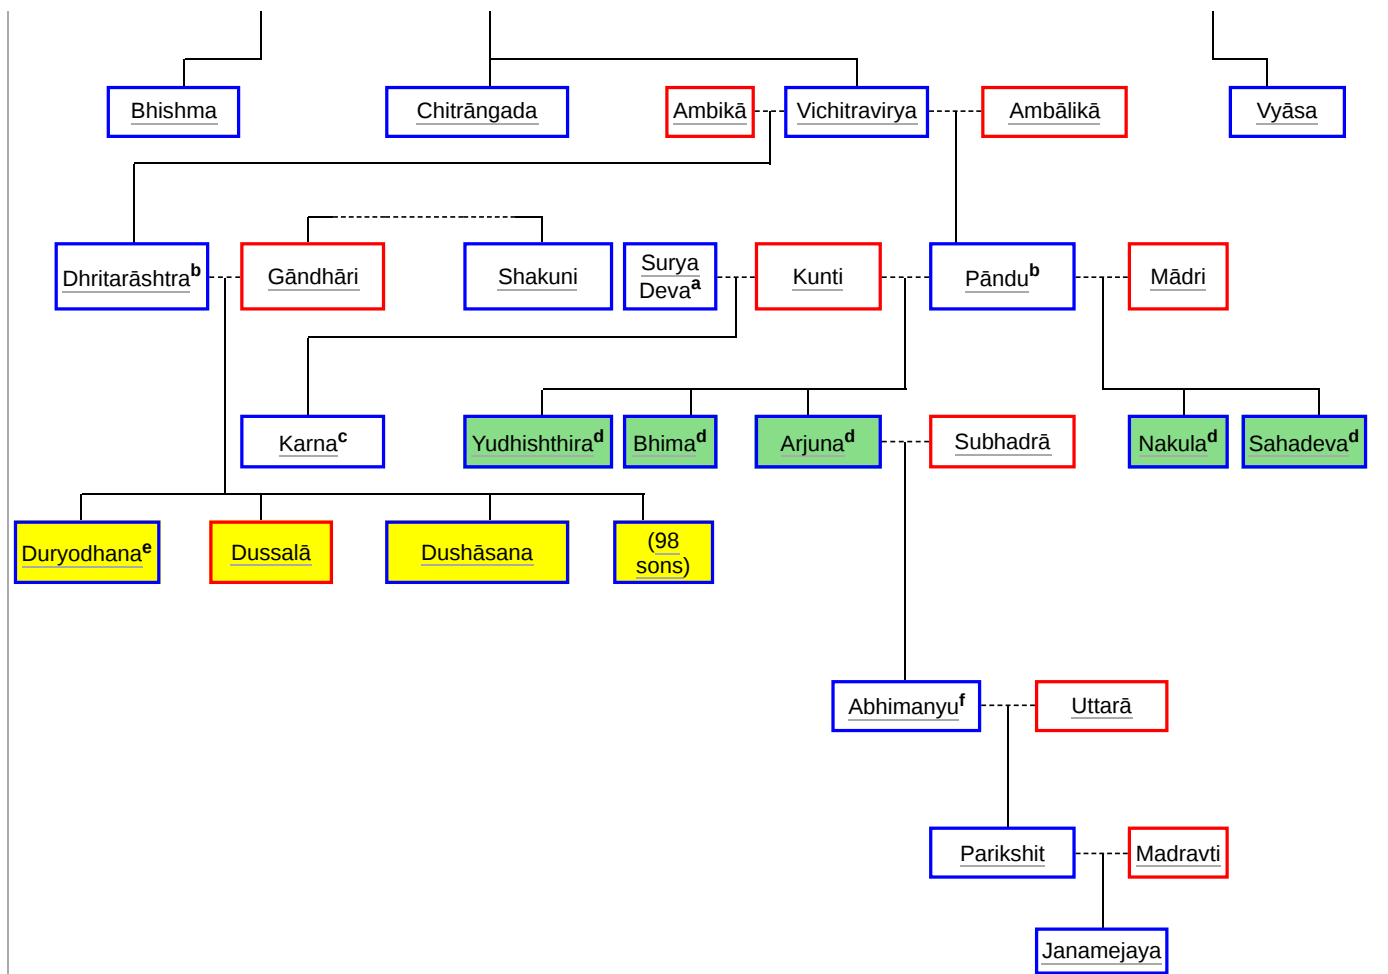 Bhishma
Chitrāngada
Ambikā
Vichitravirya
Ambālikā
Vyāsa
Dhritarāshtrab
Gāndhāri
Shakuni
Surya
Devaa
Kunti
Pāndub
Mādri
Karnac
Yudhishthirad
Bhimad
Arjunad
Subhadrā
Nakulad
Sahadevad
Duryodhanae
Dussalā
Dushāsana
(98
sons)
Abhimanyuf
Uttarā
Parikshit
Madravti
Janamejaya